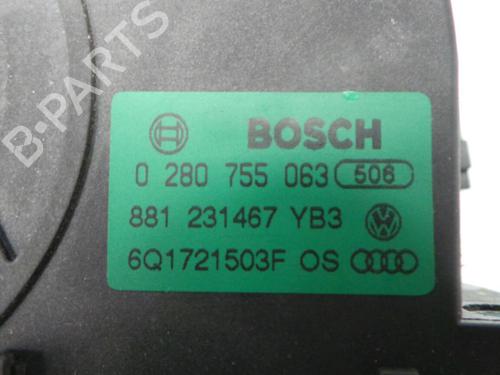 B-PARTS
BOSCH
0 280 755 063 506
881 231467 YB3
6Q1721503F OS